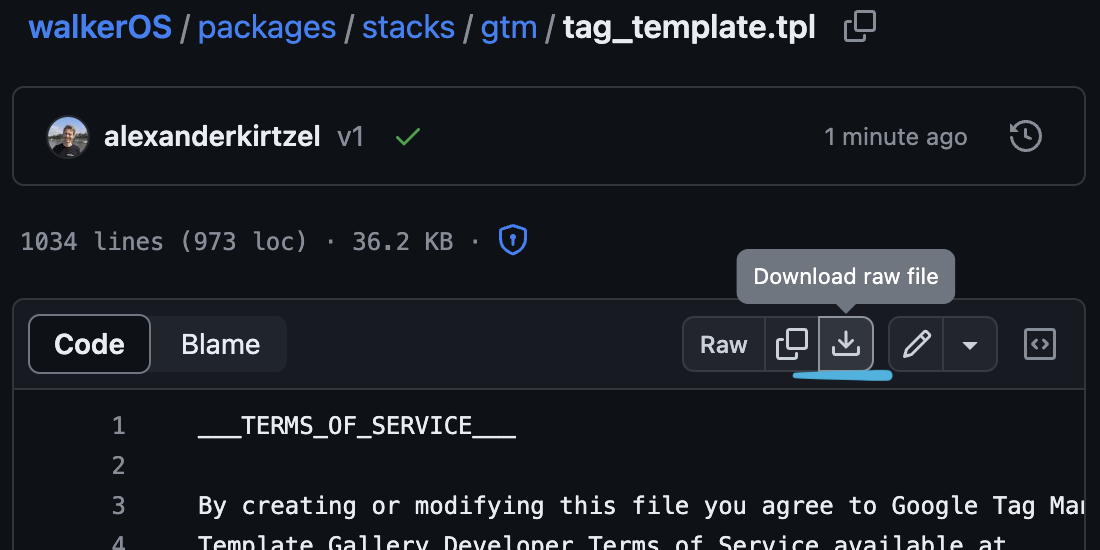 walkerOS / packages / stacks / gtm / tag_template.tpl
alexanderkirtzel v1 1 minute ago
1034 lines (973 loc) · 36.2 KB ·
Download raw file
Code Blame Raw
1 ___TERMS_OF_SERVICE___
2
3 By creating or modifying this file you agree to Google Tag Man
4 Template Gallery Developer Terms of Service available at